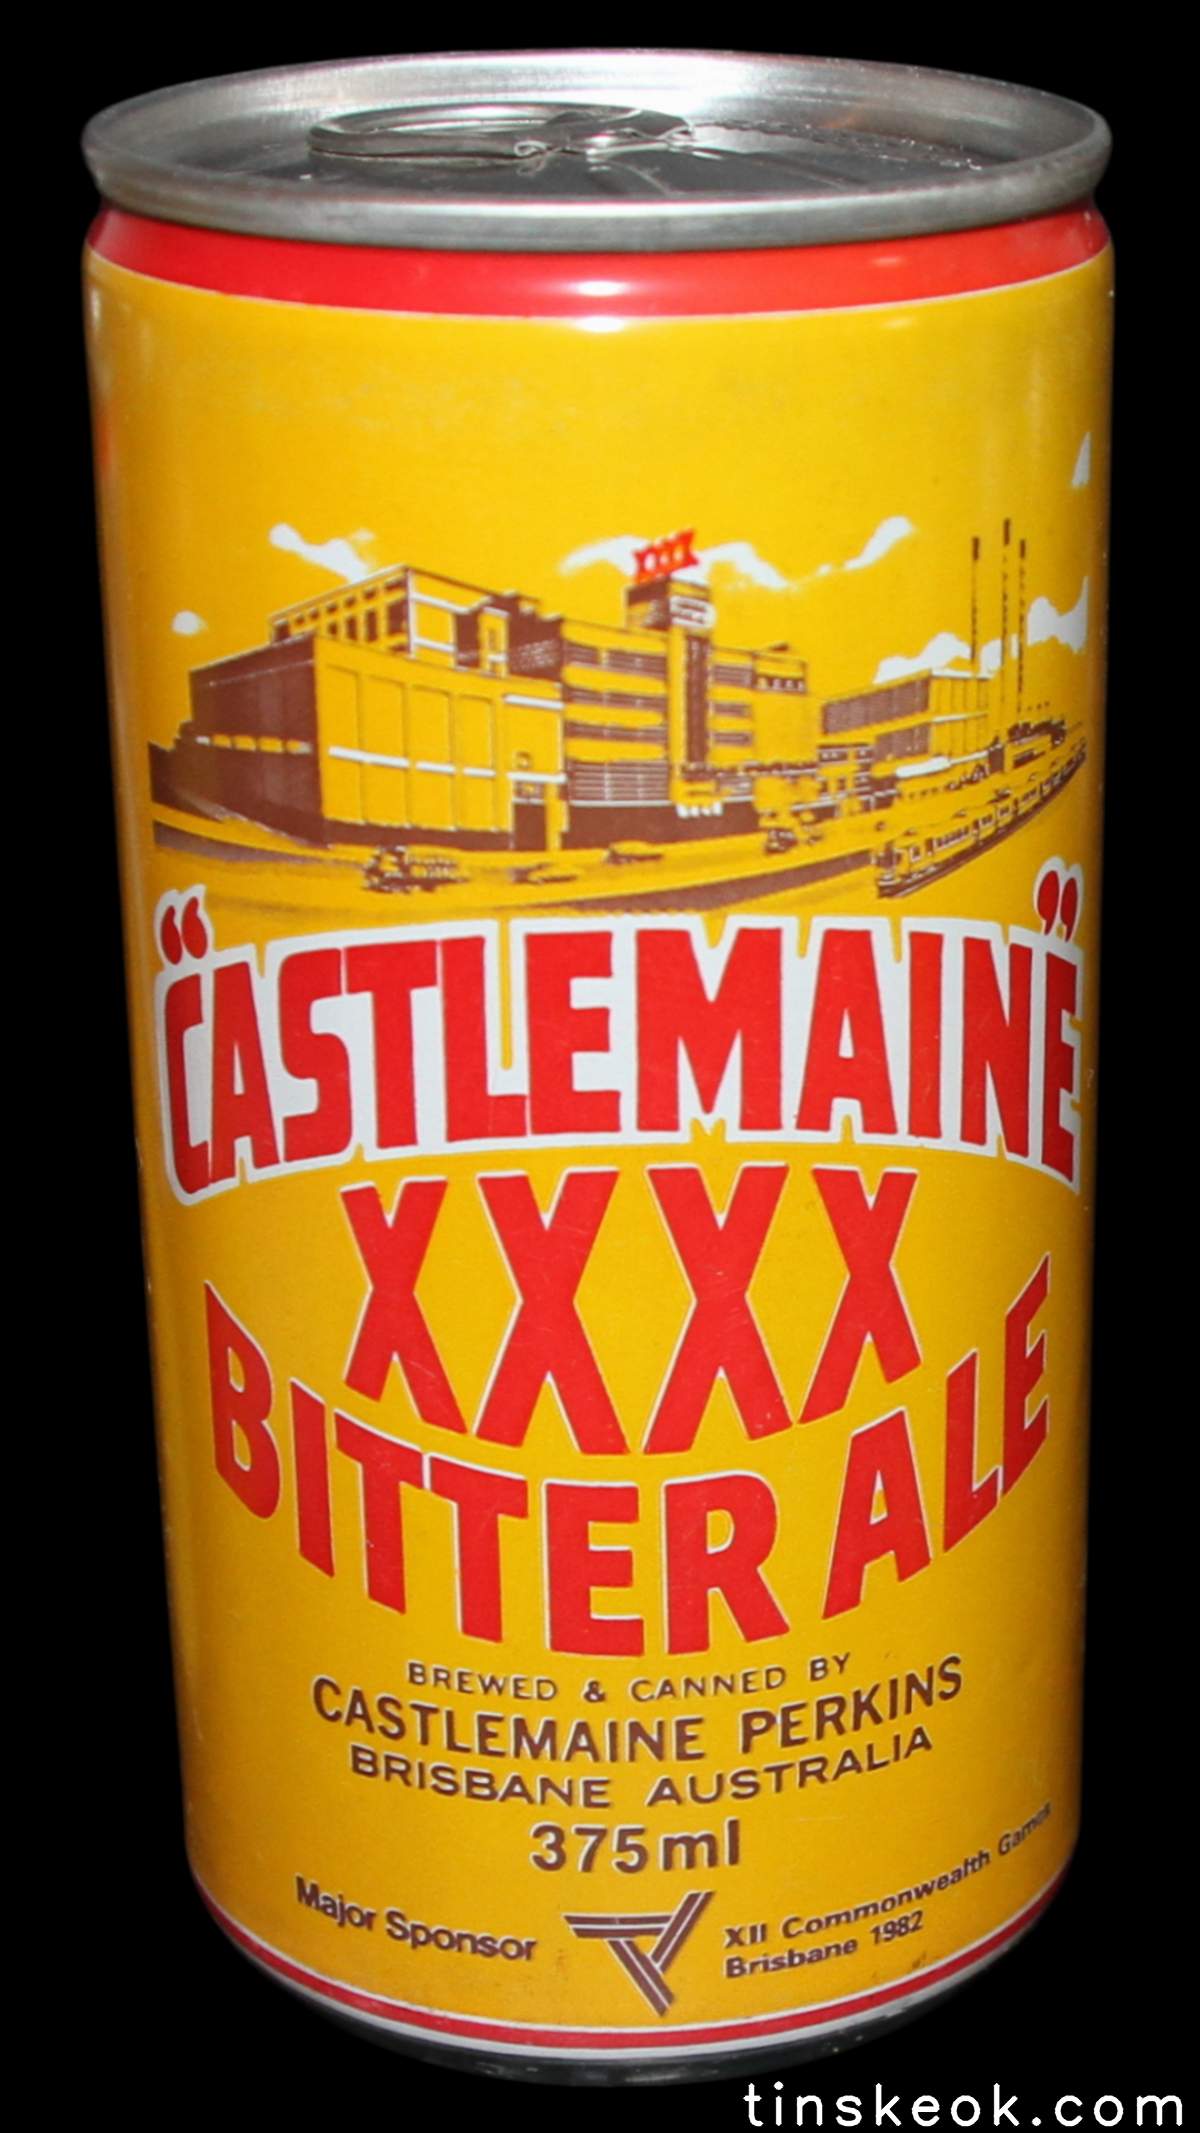 XXXX
“CASTLEMAINE”
XXXX
BITTER ALE
BREWED & CANNED BY
CASTLEMAINE PERKINS
BRISBANE AUSTRALIA
375ml
Major Sponsor
XII Commonwealth Games
Brisbane 1982
tinskeok.com